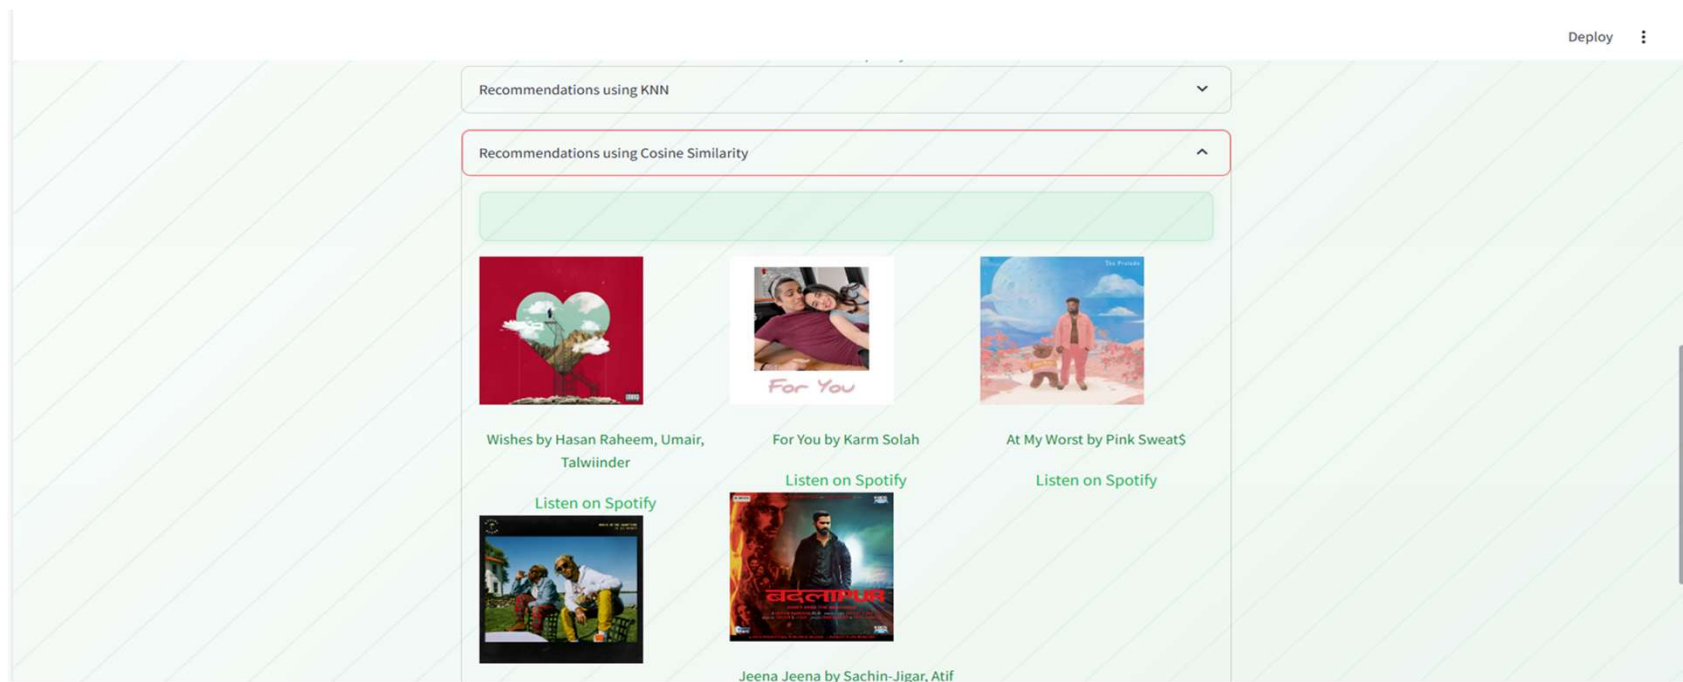 Deploy
Recommendations using KNN
Recommendations using Cosine Similarity
The Prelude
For You
Wishes by Hasan Raheem, Umair,
Talwiinder
Listen on Spotify
For You by Karm Solah
Listen on Spotify
At My Worst by Pink Sweat$
Listen on Spotify
बदलापुर
Jeena Jeena by Sachin-Jigar, Atif